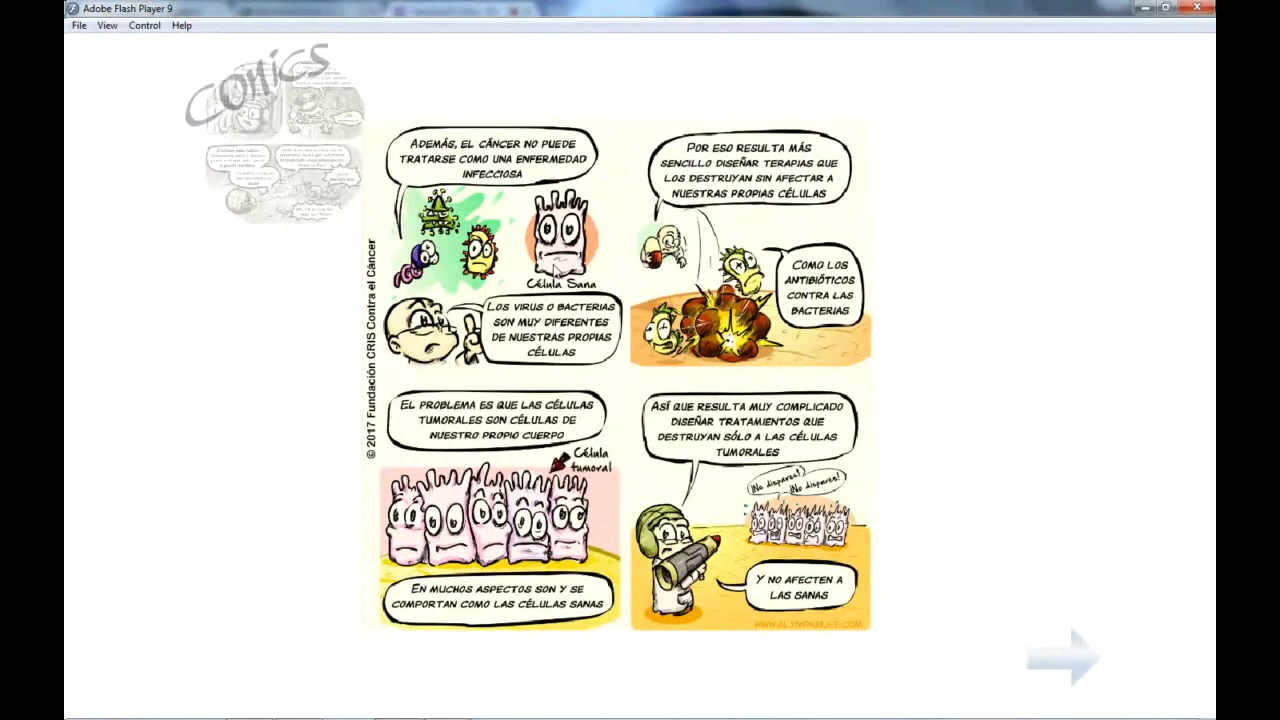 Adobe Flash Player 9
File View Control Help
COMICS
ADEMÁS, EL CÁNCER NO PUEDE
TRATARSE COMO UNA ENFERMEDAD
INFECCIOSA
Célula Sana
LOS VIRUS O BACTERIAS
SON MUY DIFERENTES
DE NUESTRAS PROPIAS
CÉLULAS
POR ESO RESULTA MÁS
SENCILLO DISEÑAR TERAPIAS QUE
LOS DESTRUYAN SIN AFECTAR A
NUESTRAS PROPIAS CÉLULAS
COMO LOS
ANTIBIÓTICOS
CONTRA LAS
BACTERIAS
© 2017 Fundación CRIS Contra el Cáncer
EL PROBLEMA ES QUE LAS CÉLULAS
TUMORALES SON CÉLULAS DE
NUESTRO PROPIO CUERPO
Célula
tumoral
EN MUCHOS ASPECTOS SON Y SE
COMPORTAN COMO LAS CÉLULAS SANAS
ASÍ QUE RESULTA MUY COMPLICADO
DISEÑAR TRATAMIENTOS QUE
DESTRUYAN SÓLO A LAS CÉLULAS
TUMORALES
¡No dispares!
¡No dispares!
Y NO AFECTEN A
LAS SANAS
WWW.ALYMPHABLEE.COM